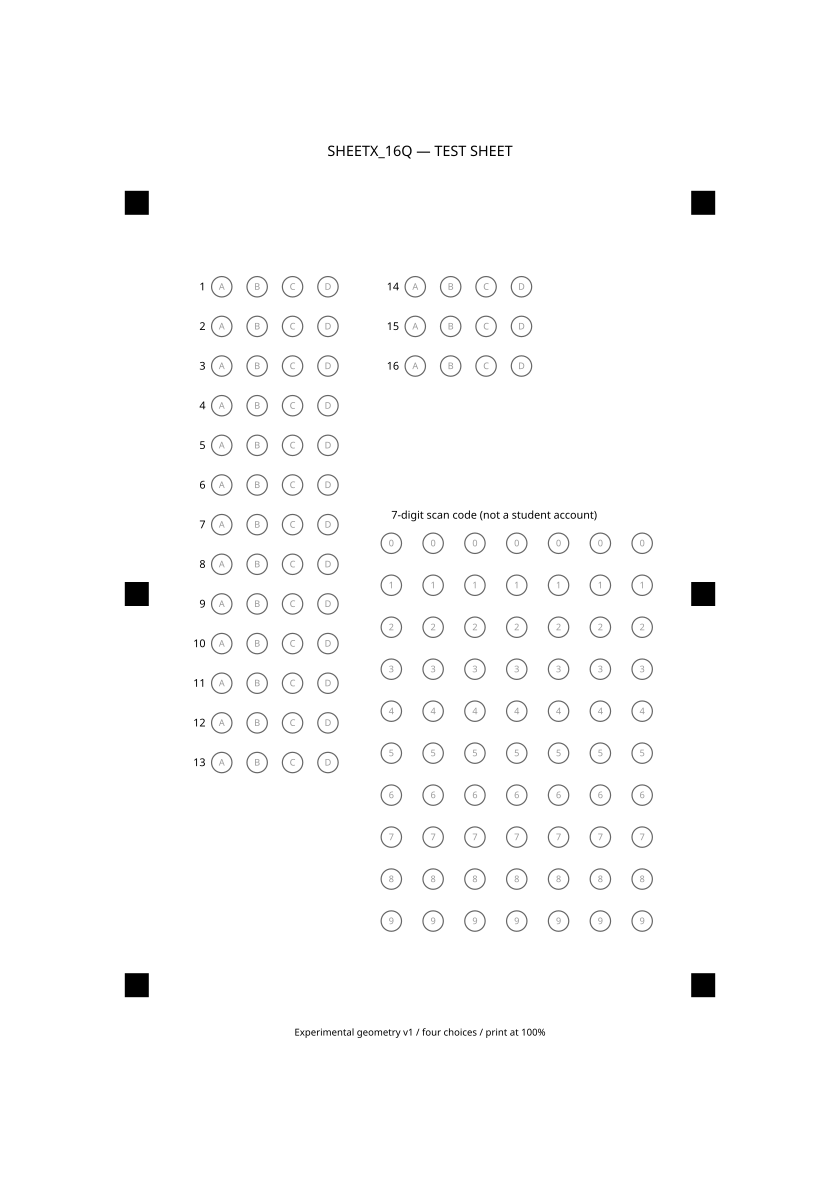 SHEETX_16Q — TEST SHEET
1 A B C D
2 A B C D
3 A B C D
4 A B C D
5 A B C D
6 A B C D
7 A B C D
8 A B C D
9 A B C D
10 A B C D
11 A B C D
12 A B C D
13 A B C D
14 A B C D
15 A B C D
16 A B C D
7-digit scan code (not a student account)
0 0 0 0 0 0 0
1 1 1 1 1 1 1
2 2 2 2 2 2 2
3 3 3 3 3 3 3
4 4 4 4 4 4 4
5 5 5 5 5 5 5
6 6 6 6 6 6 6
7 7 7 7 7 7 7
8 8 8 8 8 8 8
9 9 9 9 9 9 9
Experimental geometry v1 / four choices / print at 100%